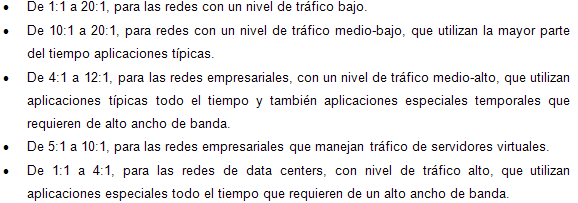 • De 1:1 a 20:1, para las redes con un nivel de tráfico bajo.
• De 10:1 a 20:1, para redes con un nivel de tráfico medio-bajo, que utilizan la mayor parte
del tiempo aplicaciones típicas.
• De 4:1 a 12:1, para las redes empresariales, con un nivel de tráfico medio-alto, que utilizan
aplicaciones típicas todo el tiempo y también aplicaciones especiales temporales que
requieren de alto ancho de banda.
• De 5:1 a 10:1, para las redes empresariales que manejan tráfico de servidores virtuales.
• De 1:1 a 4:1, para las redes de data centers, con nivel de tráfico alto, que utilizan
aplicaciones especiales todo el tiempo que requieren de un alto ancho de banda.